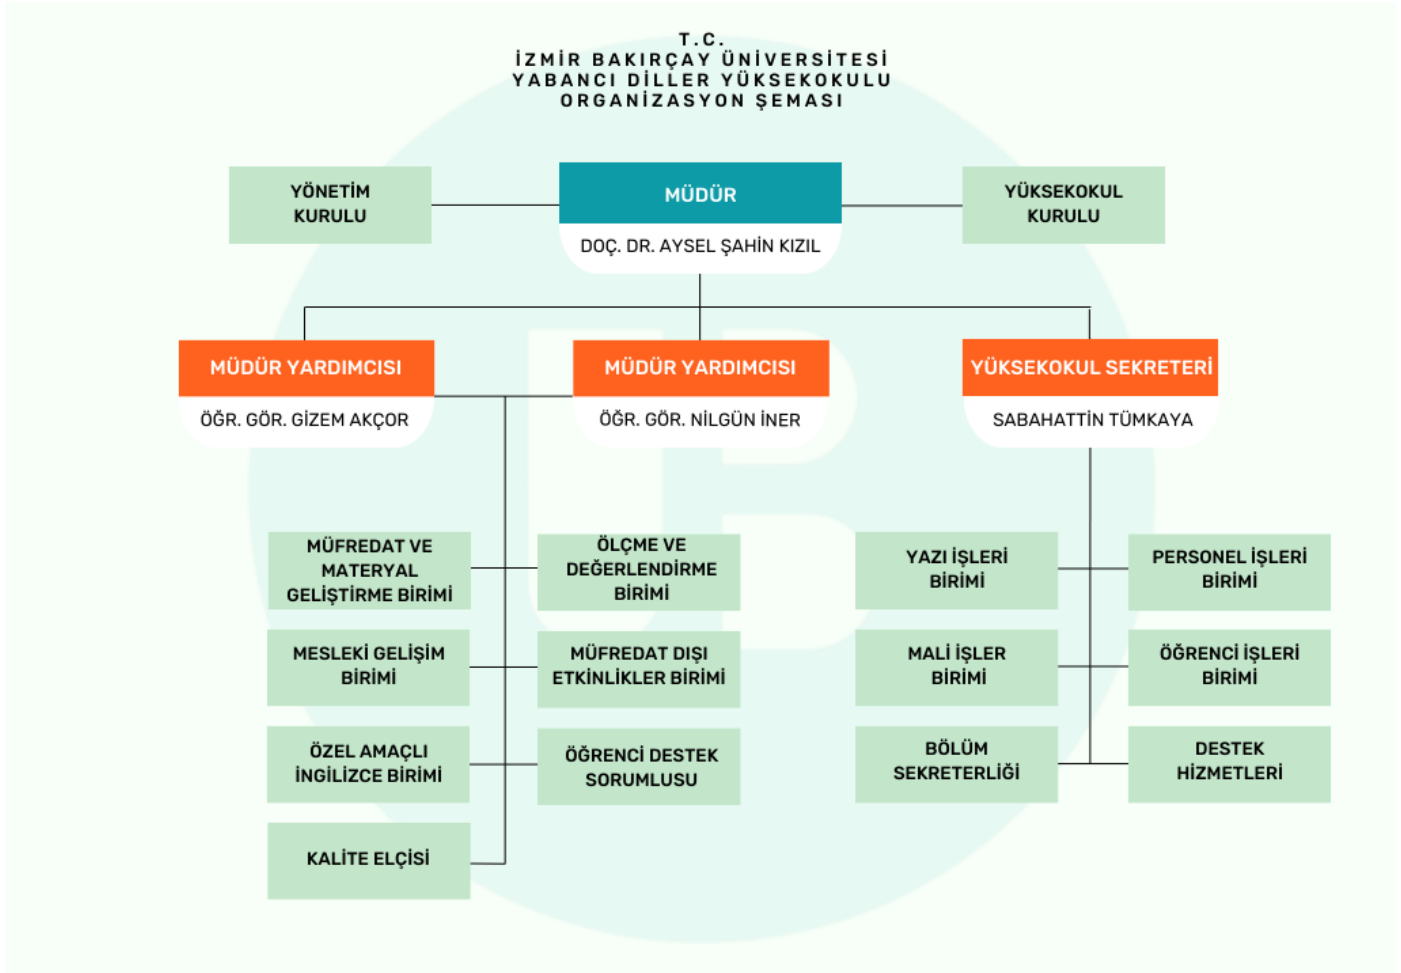 T.C.
İZMİR BAKIRÇAY ÜNİVERSİTESİ
YABANCI DİLLER YÜKSEKOKULU
ORGANİZASYON ŞEMASI
YÖNETİM
KURULU
MÜDÜR
DOÇ. DR. AYSEL ŞAHİN KIZIL
YÜKSEKOKUL
KURULU
MÜDÜR YARDIMCISI
ÖĞR. GÖR. GİZEM AKÇOR
MÜDÜR YARDIMCISI
ÖĞR. GÖR. NİLGÜN İNER
YÜKSEKOKUL SEKRETERİ
SABAHATTİN TÜMKAYA
MÜFREDAT VE
MATERYAL
GELİŞTİRME BİRİMİ
ÖLÇME VE
DEĞERLENDİRME
BİRİMİ
YAZI İŞLERİ
BİRİMİ
PERSONEL İŞLERİ
BİRİMİ
MESLEKİ GELİŞİM
BİRİMİ
MÜFREDAT DIŞI
ETKİNLİKLER BİRİMİ
MALİ İŞLER
BİRİMİ
ÖĞRENCİ İŞLERİ
BİRİMİ
ÖZEL AMAÇLI
İNGİLİZCE BİRİMİ
ÖĞRENCİ DESTEK
SORUMLUSU
BÖLÜM
SEKRETERLİĞİ
DESTEK
HİZMETLERİ
KALİTE ELÇİSİ